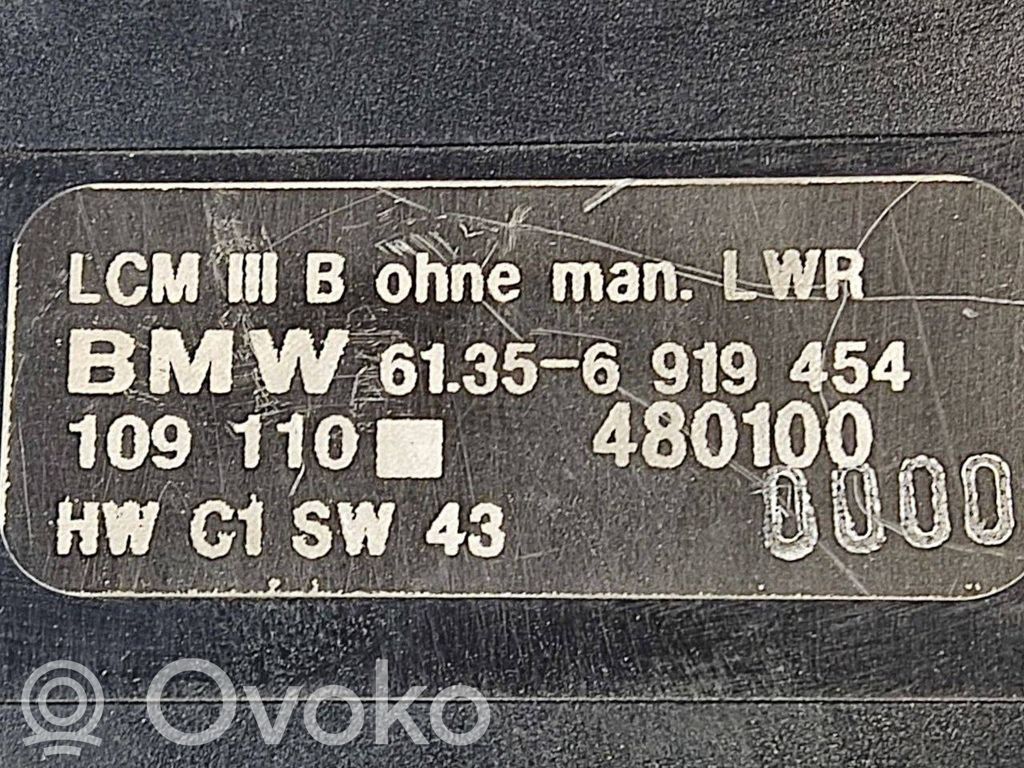 LCM III B ohne man. LWR
BMW 61.35-6 919 454
109 110 480100
HW C1 SW 43 0000
Ovoko